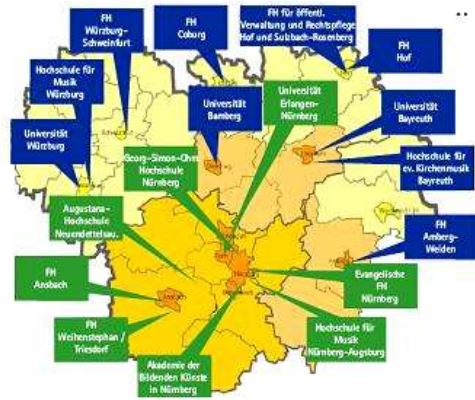 FH
Würzburg-
Schweinfurt
FH
Coburg
FH für öffentl.
Verwaltung und Rechtspflege
Hof und Sulzbach-Rosenberg
FH
Hof
Hochschule für
Musik
Würzburg
Universität
Würzburg
Universität
Bamberg
Universität
Erlangen-
Nürnberg
Universität
Bayreuth
Georg-Simon-Ohm
Hochschule
Nürnberg
Hochschule für
ev. Kirchenmusik
Bayreuth
Augustana-
Hochschule
Neuendettelsau.
FH
Amberg-
Weiden
FH
Ansbach
Evangelische
FH
Nürnberg
FH
Weihenstephan /
Triesdorf
Akademie der
Bildenden Künste
in Nürnberg
Hochschule für
Musik
Nürnberg-Augsburg